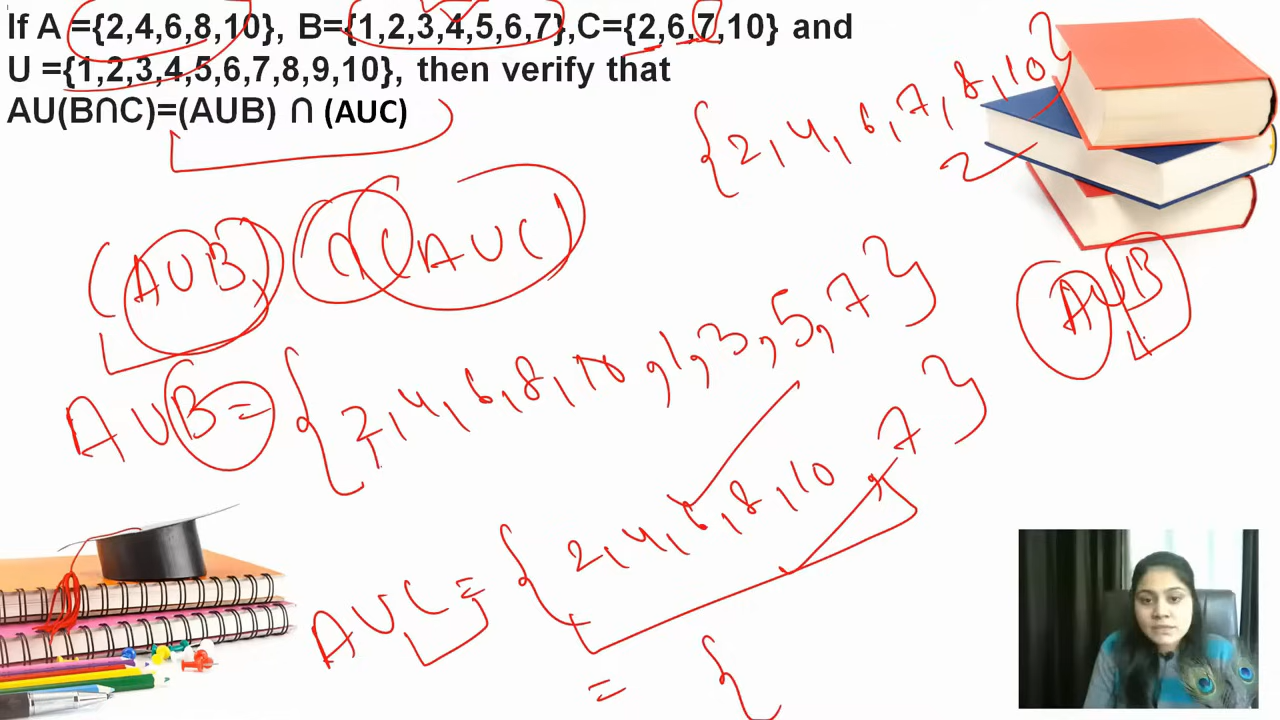 If A ={2,4,6,8,10}, B={1,2,3,4,5,6,7},C={2,6,7,10} and
U ={1,2,3,4,5,6,7,8,9,10}, then verify that
AU(B∩C)=(AUB) ∩ (AUC)
{2,4,6,7,8,10}
(AUB) ∩ (AUC)
AUB
AUB= {2,4,6,8,10,1,3,5,7}
AUC= {2,4,6,8,10 7}
= {